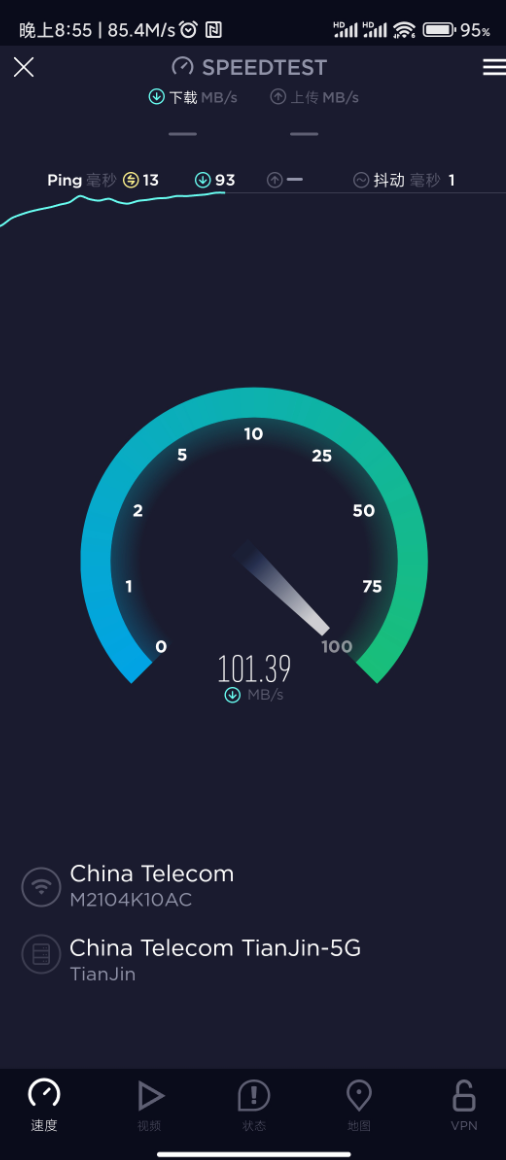 晚上8:55 | 85.4M/s
HD HD 6 95%
SPEEDTEST
下载 MB/s 上传 MB/s
Ping 毫秒 13 93 抖动 毫秒 1
0
1
2
5
10
25
50
75
100
101.39
MB/s
China Telecom
M2104K10AC
China Telecom TianJin-5G
TianJin
速度 视频 状态 地图 VPN